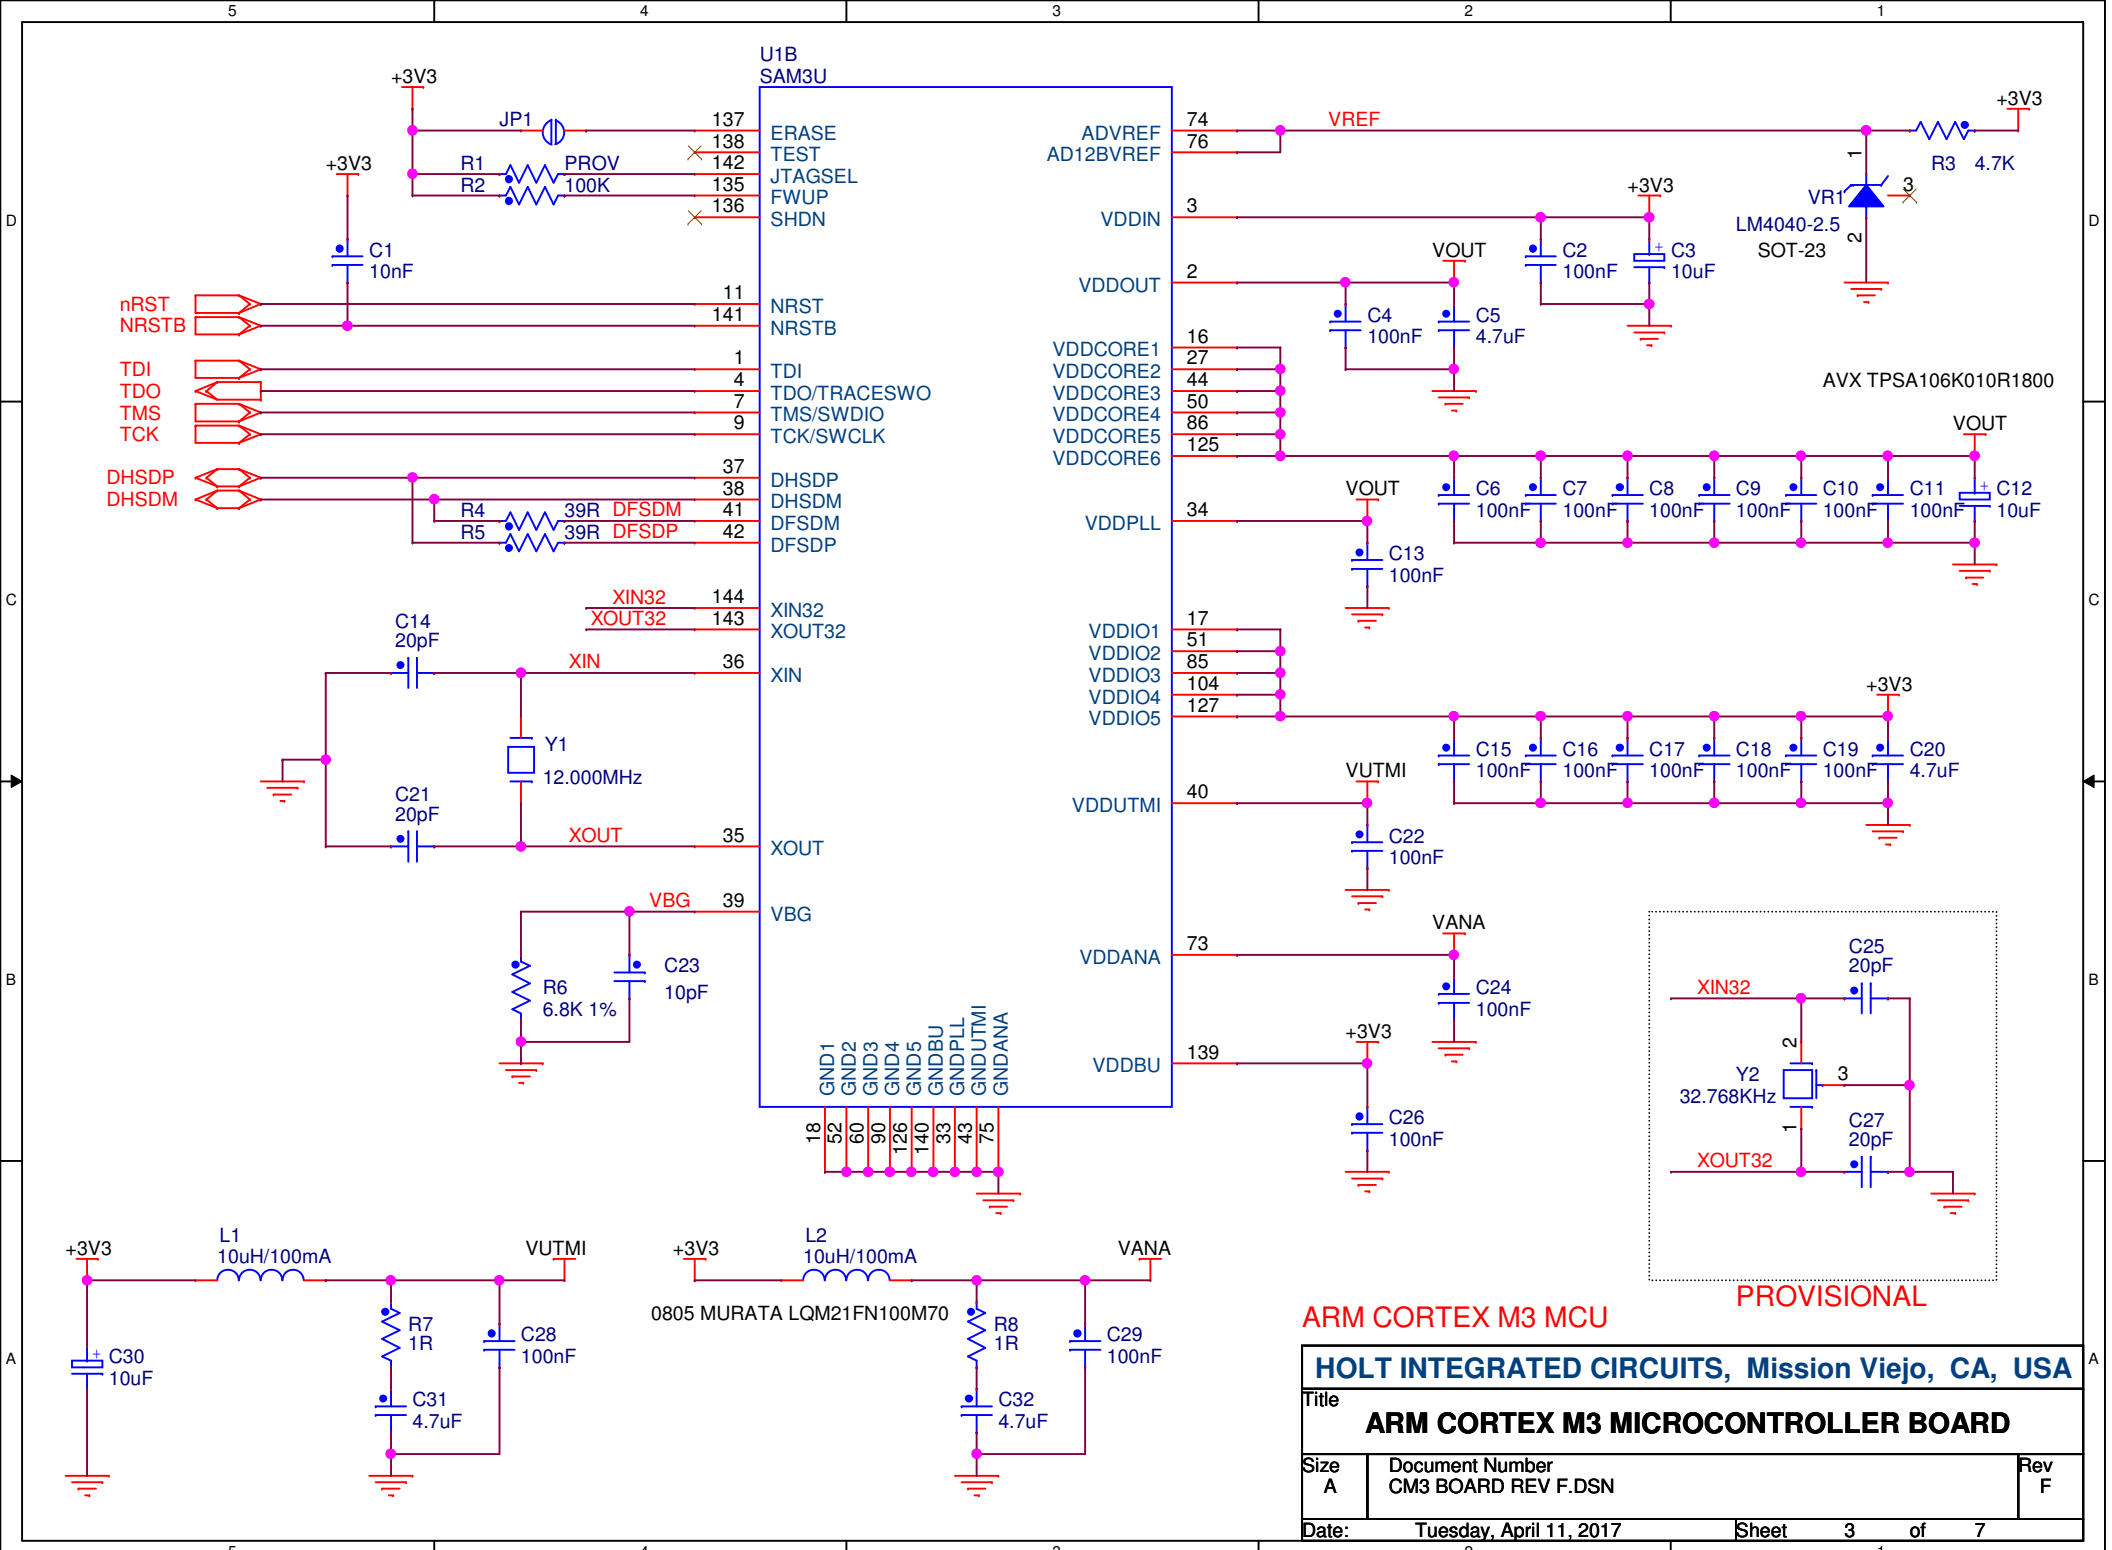 5 4 3 2 1
D
C
B
A
D
C
B
A
U1B
SAM3U
+3V3
JP1
R1 PROV
R2 100K
+3V3
C1
10nF
137 ERASE
138 TEST
142 JTAGSEL
135 FWUP
136 SHDN
nRST 11 NRST
NRSTB 141 NRSTB
TDI 1 TDI
TDO 4 TDO/TRACESWO
TMS 7 TMS/SWDIO
TCK 9 TCK/SWCLK
DHSDP 37 DHSDP
DHSDM 38 DHSDM
R4 39R DFSDM 41 DFSDM
R5 39R DFSDP 42 DFSDP
XIN32 144 XIN32
XOUT32 143 XOUT32
C14
20pF
XIN 36 XIN
Y1
12.000MHz
C21
20pF
XOUT 35 XOUT
VBG 39 VBG
R6
6.8K 1%
C23
10pF
GND1 GND2 GND3 GND4 GND5 GNDBU GNDPLL GNDUTMI GNDANA
18 52 60 90 126 140 33 43 75
ADVREF 74 VREF
AD12BVREF 76
+3V3
R3 4.7K
1
VR1 3
LM4040-2.5
SOT-23
2
VDDIN 3
+3V3
C2
100nF
C3
10uF
+
VDDOUT 2
VOUT
C4
100nF
C5
4.7uF
VDDCORE1 16
VDDCORE2 27
VDDCORE3 44
VDDCORE4 50
VDDCORE5 86
VDDCORE6 125
AVX TPSA106K010R1800
VOUT
C6
100nF
C7
100nF
C8
100nF
C9
100nF
C10
100nF
C11
100nF
C12
10uF
+
VDDPLL 34
VOUT
C13
100nF
VDDIO1 17
VDDIO2 51
VDDIO3 85
VDDIO4 104
VDDIO5 127
+3V3
C15
100nF
C16
100nF
C17
100nF
C18
100nF
C19
100nF
C20
4.7uF
VDDUTMI 40
VUTMI
C22
100nF
VDDANA 73
VANA
C24
100nF
VDDBU 139
+3V3
C26
100nF
C25
20pF
XIN32
2
Y2 3
32.768KHz
1
C27
20pF
XOUT32
PROVISIONAL
+3V3
L1
10uH/100mA
VUTMI
R7
1R
C28
100nF
C30
10uF
+
C31
4.7uF
+3V3
L2
10uH/100mA
VANA
0805 MURATA LQM21FN100M70
R8
1R
C29
100nF
C32
4.7uF
ARM CORTEX M3 MCU
HOLT INTEGRATED CIRCUITS, Mission Viejo, CA, USA
Title
ARM CORTEX M3 MICROCONTROLLER BOARD
Size
A
Document Number
CM3 BOARD REV F.DSN
Rev
F
Date: Tuesday, April 11, 2017 Sheet 3 of 7